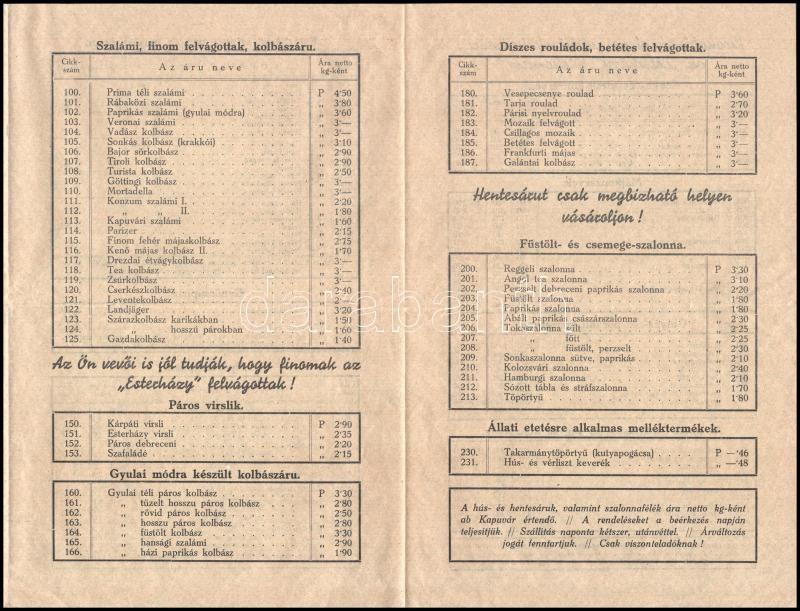 Szalámi, finom felvágottak, kolbászáru.
Cikk-szám Az áru neve Ára netto kg-ként
100. Prima téli szalámi P 4·50
101. Rábaközi szalámi „ 3·80
102. Paprikás szalámi (gyulai módra) „ 3·60
103. Veronai szalámi „ 3·—
104. Vadász kolbász „ 3·—
105. Sonkás kolbász (krakkói) „ 3·10
106. Bajor sörkolbász „ 2·90
107. Tiroli kolbász „ 2·90
108. Turista kolbász „ 2·50
109. Göttingi kolbász „ 3·—
110. Mortadella „ 3·—
111. Konzum szalámi I. „ 2·20
112. „ „ II. „ 1·80
113. Kapuvári szalámi „ 1·60
114. Parizer „ 2·15
115. Finom fehér májaskolbász „ 2·75
116. Kenő májas kolbász II. „ 1·70
117. Drezdai étvágykolbász „ 3·—
118. Tea kolbász „ 3·—
119. Zsúrkolbász „ 3·—
120. Cserkészkolbász „ 2·40
121. Leventekolbász „ 2·—
122. Landjäger „ 3·20
123. Szárazkolbász karikákban „ 1·50
124. „ hosszu párokban „ 1·60
125. Gazdakolbász „ 1·40
Az Ön vevői is jól tudják, hogy finomak az
„Esterházy” felvágottak!
Páros virslik.
150. Kárpáti virsli P 2·90
151. Esterházy virsli „ 2·35
152. Páros debreceni „ 2·20
153. Szafaládé „ 2·15
Gyulai módra készült kolbászáru.
160. Gyulai téli páros kolbász P 3·30
161. „ tüzelt hosszu páros kolbász „ 2·80
162. „ rövid páros kolbász „ 2·50
163. „ hosszu páros kolbász „ 2·80
164. „ füstölt kolbász „ 3·30
165. „ hansági szalámi „ 2·90
166. „ házi paprikás kolbász „ 1·90
Díszes rouládok, betétes felvágottak.
Cikk-szám Az áru neve Ára netto kg-ként
180. Vesepecsenye roulad P 3·60
181. Tarja roulad „ 2·70
182. Párisi nyelvroulad „ 3·20
183. Mozaik felvágott „ 3·—
184. Csillagos mozaik „ 3·—
185. Betétes felvágott „ 3·—
186. Frankfurti májas „ 3·—
187. Galántai kolbász „ 3·—
Hentesárut csak megbizható helyen
vásároljon!
Füstölt- és csemege-szalonna.
200. Reggeli szalonna P 3·30
201. Angol tea szalonna „ 3·10
202. Perzselt debreceni paprikás szalonna „ 2·20
203. Füstölt szalonna „ 1·80
204. Paprikás szalonna „ 1·80
205. Abált paprikás császárszalonna „ 2·30
206. Tokaszalonna sült „ 2·25
207. „ főtt „ 2·25
208. „ füstölt, perzselt „ 2·30
209. Sonkaszalonna sütve, paprikás „ 2·10
210. Kolozsvári szalonna „ 2·40
211. Hamburgi szalonna „ 2·10
212. Sózott tábla és stráfszalonna „ 1·70
213. Töpörtyü „ 1·80
Állati etetésre alkalmas melléktermékek.
230. Takarmánytöpörtyü (kutyapogácsa) P —·46
231. Hús- és vérliszt keverék „ —·48
A hús- és hentesáruk, valamint szalonnafélék ára netto kg-ként
ab Kapuvár értendő. // A rendeléseket a beérkezés napján
teljesitjük. // Szállitás naponta kétszer, utánvéttel. // Árváltozás
jogát fenntartjuk. // Csak viszonteladóknak!
darabanth